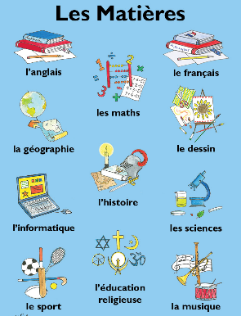 Les Matières
l'anglais
les maths
le français
la géographie
le dessin
l'histoire
l'informatique
les sciences
le sport
l'éducation
religieuse
la musique